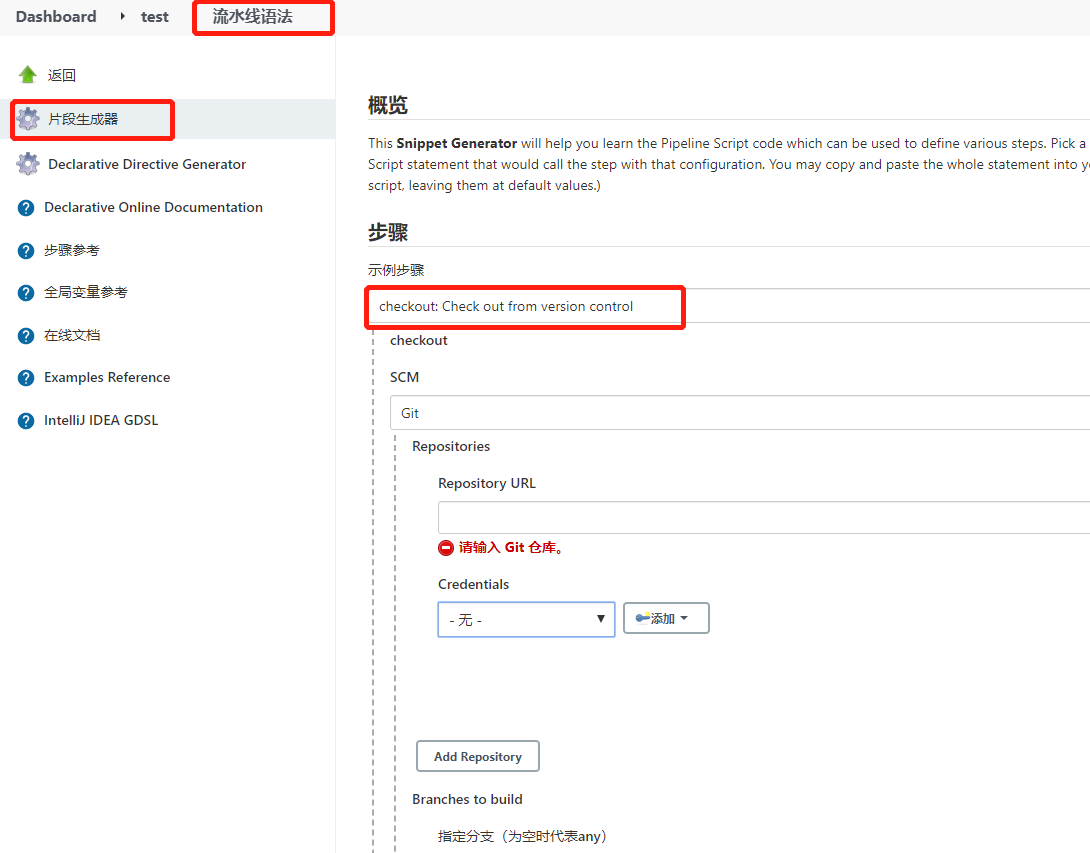 Dashboard test 流水线语法
返回
片段生成器
Declarative Directive Generator
Declarative Online Documentation
步骤参考
全局变量参考
在线文档
Examples Reference
IntelliJ IDEA GDSL
概览
This Snippet Generator will help you learn the Pipeline Script code which can be used to define various steps. Pick a
Script statement that would call the step with that configuration. You may copy and paste the whole statement into
script, leaving them at default values.)
步骤
示例步骤
checkout: Check out from version control
checkout
SCM
Git
Repositories
Repository URL
请输入 Git 仓库。
Credentials
- 无 -
添加
Add Repository
Branches to build
指定分支（为空时代表any）